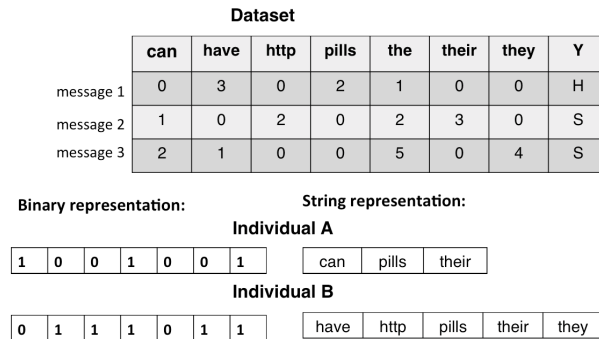 Dataset
can have http pills the their they Y
message 1 0 3 0 2 1 0 0 H
message 2 1 0 2 0 2 3 0 S
message 3 2 1 0 0 5 0 4 S
Binary representation: String representation:
Individual A
1 0 0 1 0 0 1 can pills their
Individual B
0 1 1 1 0 1 1 have http pills their they